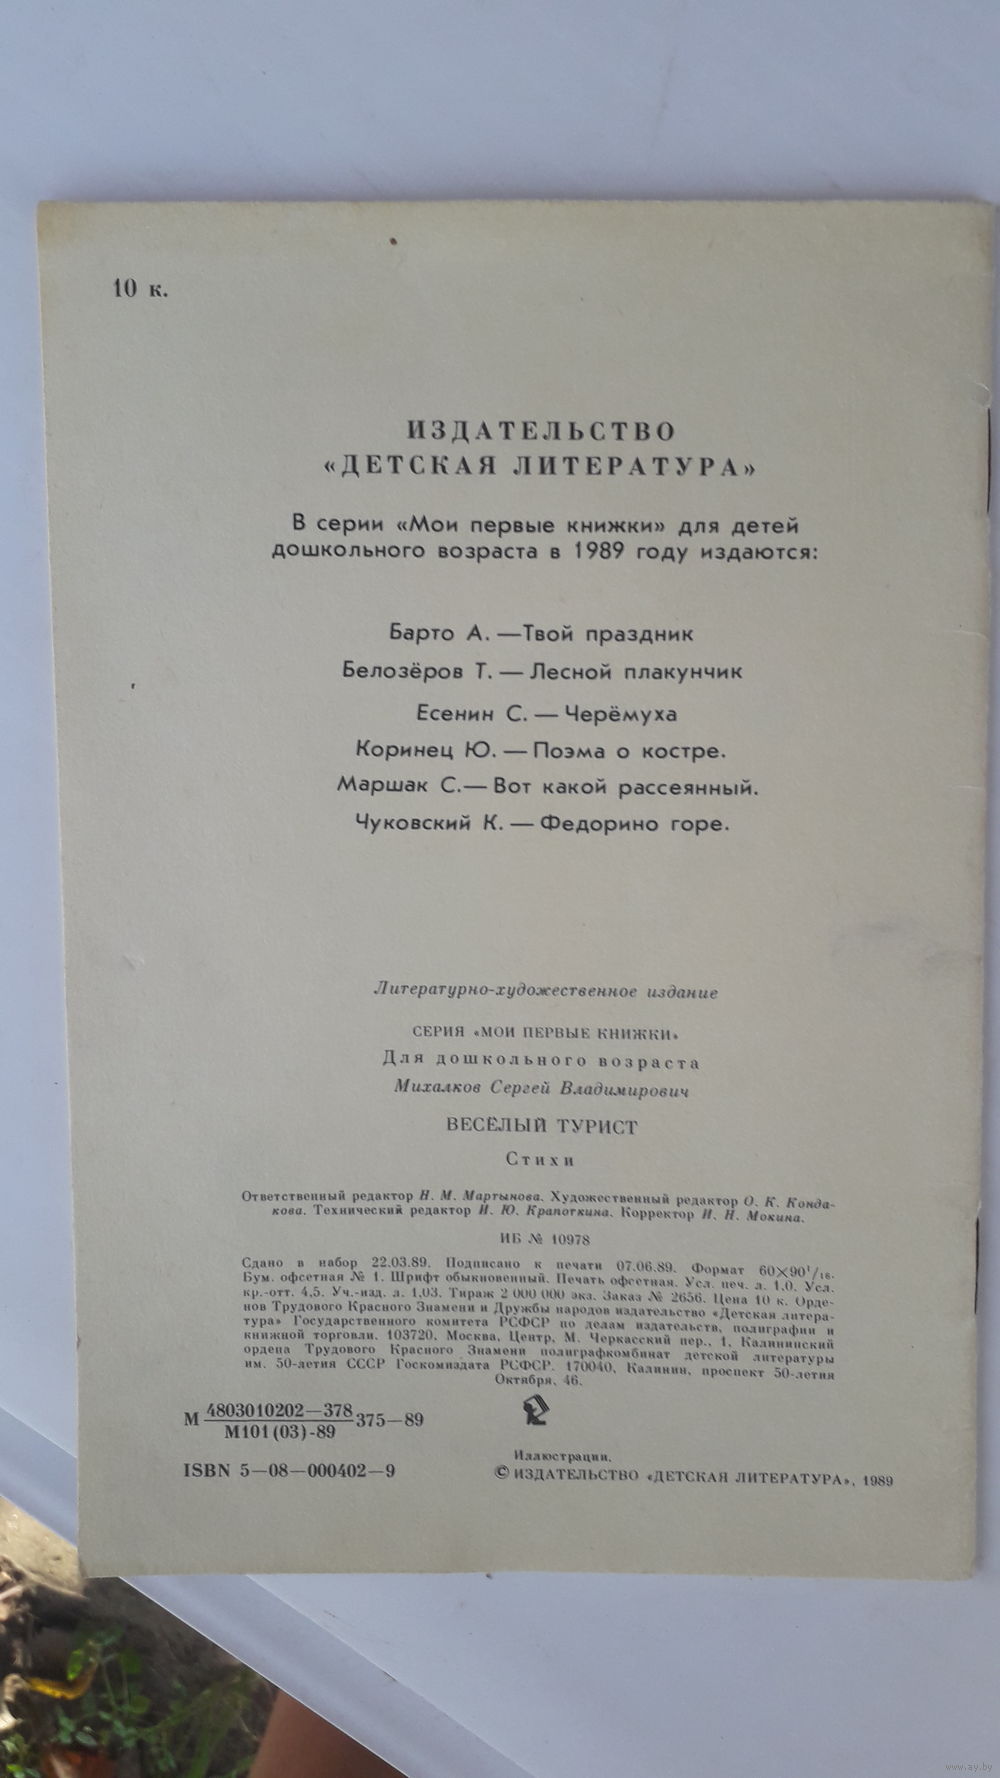 10 к.
ИЗДАТЕЛЬСТВО
«ДЕТСКАЯ ЛИТЕРАТУРА»
В серии «Мои первые книжки» для детей
дошкольного возраста в 1989 году издаются:
Барто А. — Твой праздник
Белозёров Т. — Лесной плакунчик
Есенин С. — Черёмуха
Коринец Ю. — Поэма о костре.
Маршак С. — Вот какой рассеянный.
Чуковский К. — Федорино горе.
Литературно-художественное издание
СЕРИЯ «МОИ ПЕРВЫЕ КНИЖКИ»
Для дошкольного возраста
Михалков Сергей Владимирович
ВЕСЁЛЫЙ ТУРИСТ
Стихи
Ответственный редактор Н. М. Мартынова. Художественный редактор О. К. Конда-
кова. Технический редактор И. Ю. Крапоткина. Корректор И. Н. Мокина.
ИБ № 10978
Сдано в набор 22.03.89. Подписано к печати 07.06.89. Формат 60×90¹/₁₆.
Бум. офсетная № 1. Шрифт обыкновенный. Печать офсетная. Усл. печ. л. 1,0. Усл.
кр.-отт. 4,5. Уч.-изд. л. 1,03. Тираж 2 000 000 экз. Заказ № 2656. Цена 10 к. Орде-
нов Трудового Красного Знамени и Дружбы народов издательство «Детская литера-
тура» Государственного комитета РСФСР по делам издательств, полиграфии и
книжной торговли. 103720, Москва, Центр, М. Черкасский пер., 1. Калининский
ордена Трудового Красного Знамени полиграфкомбинат детской литературы
им. 50-летия СССР Госкомиздата РСФСР. 170040, Калинин, проспект 50-летия
Октября, 46.
М 4803010202—378 375—89
М101(03)-89
ISBN 5—08—000402—9
Иллюстрации.
© ИЗДАТЕЛЬСТВО «ДЕТСКАЯ ЛИТЕРАТУРА», 1989
www.ay.by